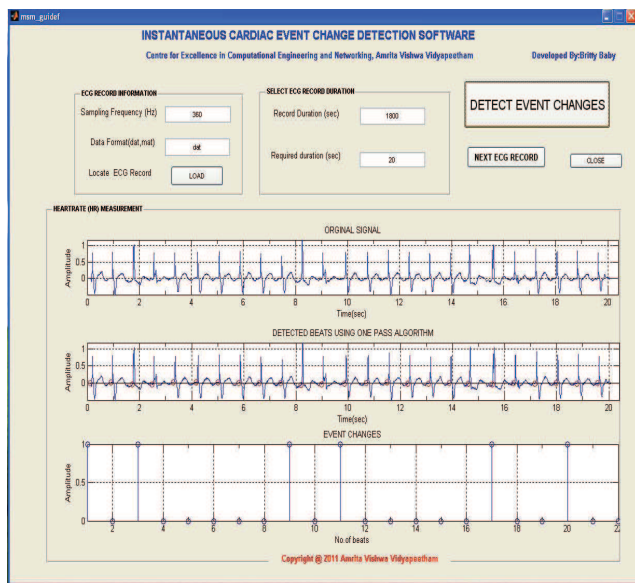 msm_guidef
INSTANTANEOUS CARDIAC EVENT CHANGE DETECTION SOFTWARE
Centre for Excellence in Computational Engineering and Networking, Amrita Vishwa Vidyapeetham
Developed By:Britty Baby
ECG RECORD INFORMATION
Sampling Frequency (Hz)
360
Data Format(dat,mat)
dat
Locate ECG Record
LOAD
SELECT ECG RECORD DURATION
Record Duration (sec)
1800
Required duration (sec)
20
DETECT EVENT CHANGES
NEXT ECG RECORD
CLOSE
HEARTRATE (HR) MEASUREMENT
ORGINAL SIGNAL
Amplitude
1
0.5
0
0 2 4 6 8 10 12 14 16 18 20
Time(sec)
DETECTED BEATS USING ONE PASS ALGORITHM
Amplitude
1
0.5
0
0 2 4 6 8 10 12 14 16 18 20
Time(sec)
EVENT CHANGES
Amplitude
1
0.5
0
2 4 6 8 10 12 14 16 18 20 22
No.of beats
Copyright @ 2011 Amrita Vishwa Vidyapeetham